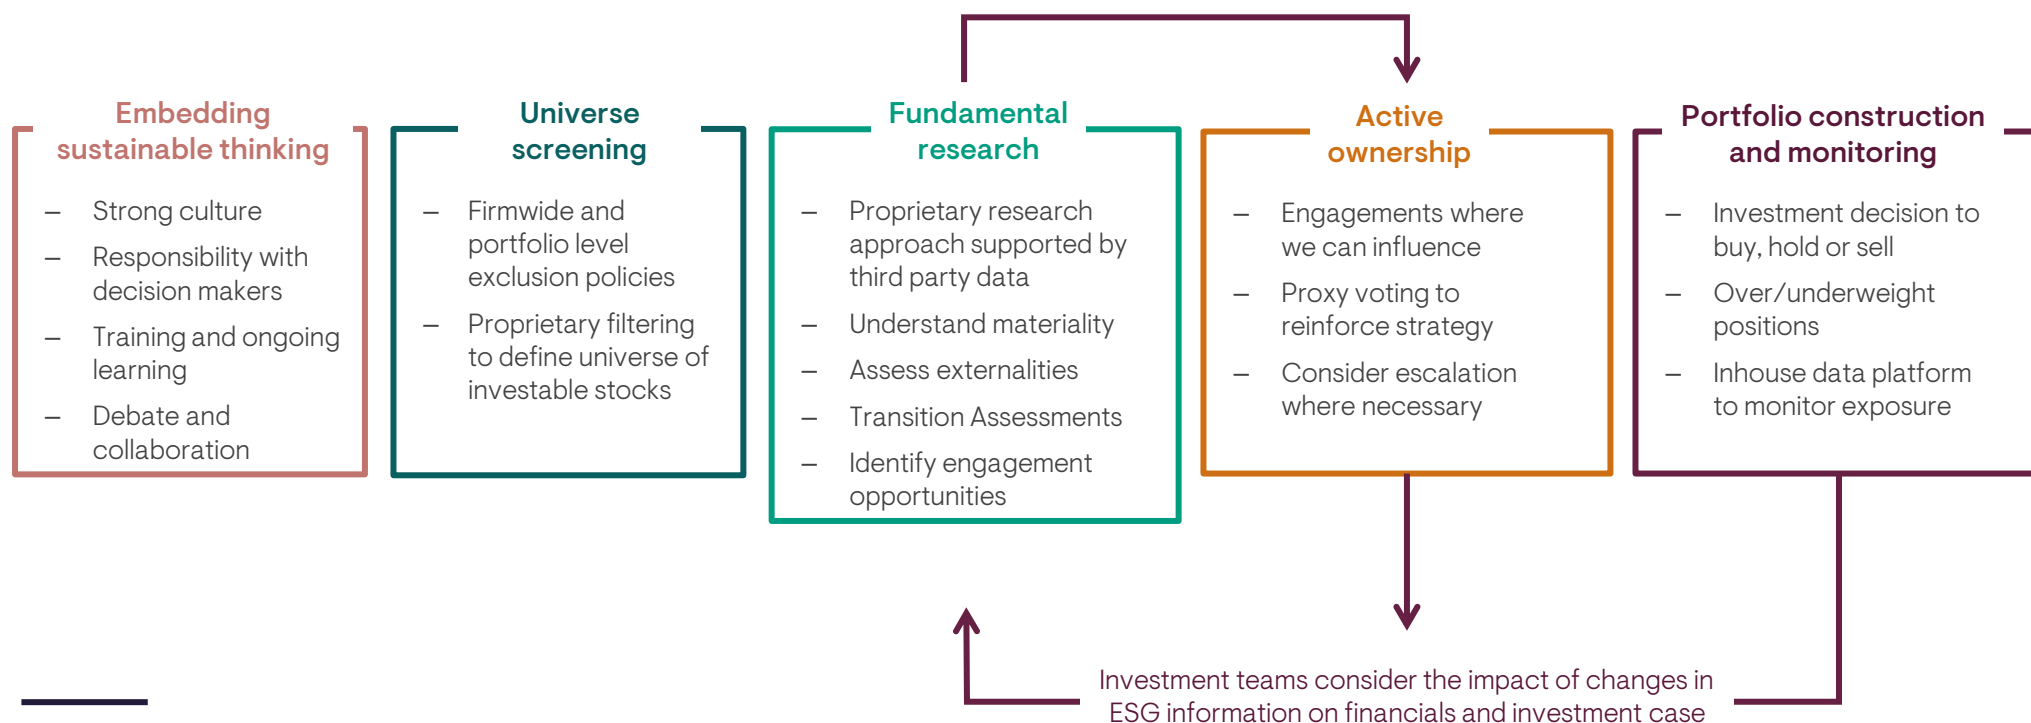 Embedding
sustainable thinking
– Strong culture
– Responsibility with
decision makers
– Training and ongoing
learning
– Debate and
collaboration
Universe
screening
– Firmwide and
portfolio level
exclusion policies
– Proprietary filtering
to define universe of
investable stocks
Fundamental
research
– Proprietary research
approach supported by
third party data
– Understand materiality
– Assess externalities
– Transition Assessments
– Identify engagement
opportunities
Active
ownership
– Engagements where
we can influence
– Proxy voting to
reinforce strategy
– Consider escalation
where necessary
Portfolio construction
and monitoring
– Investment decision to
buy, hold or sell
– Over/underweight
positions
– Inhouse data platform
to monitor exposure
Investment teams consider the impact of changes in
ESG information on financials and investment case